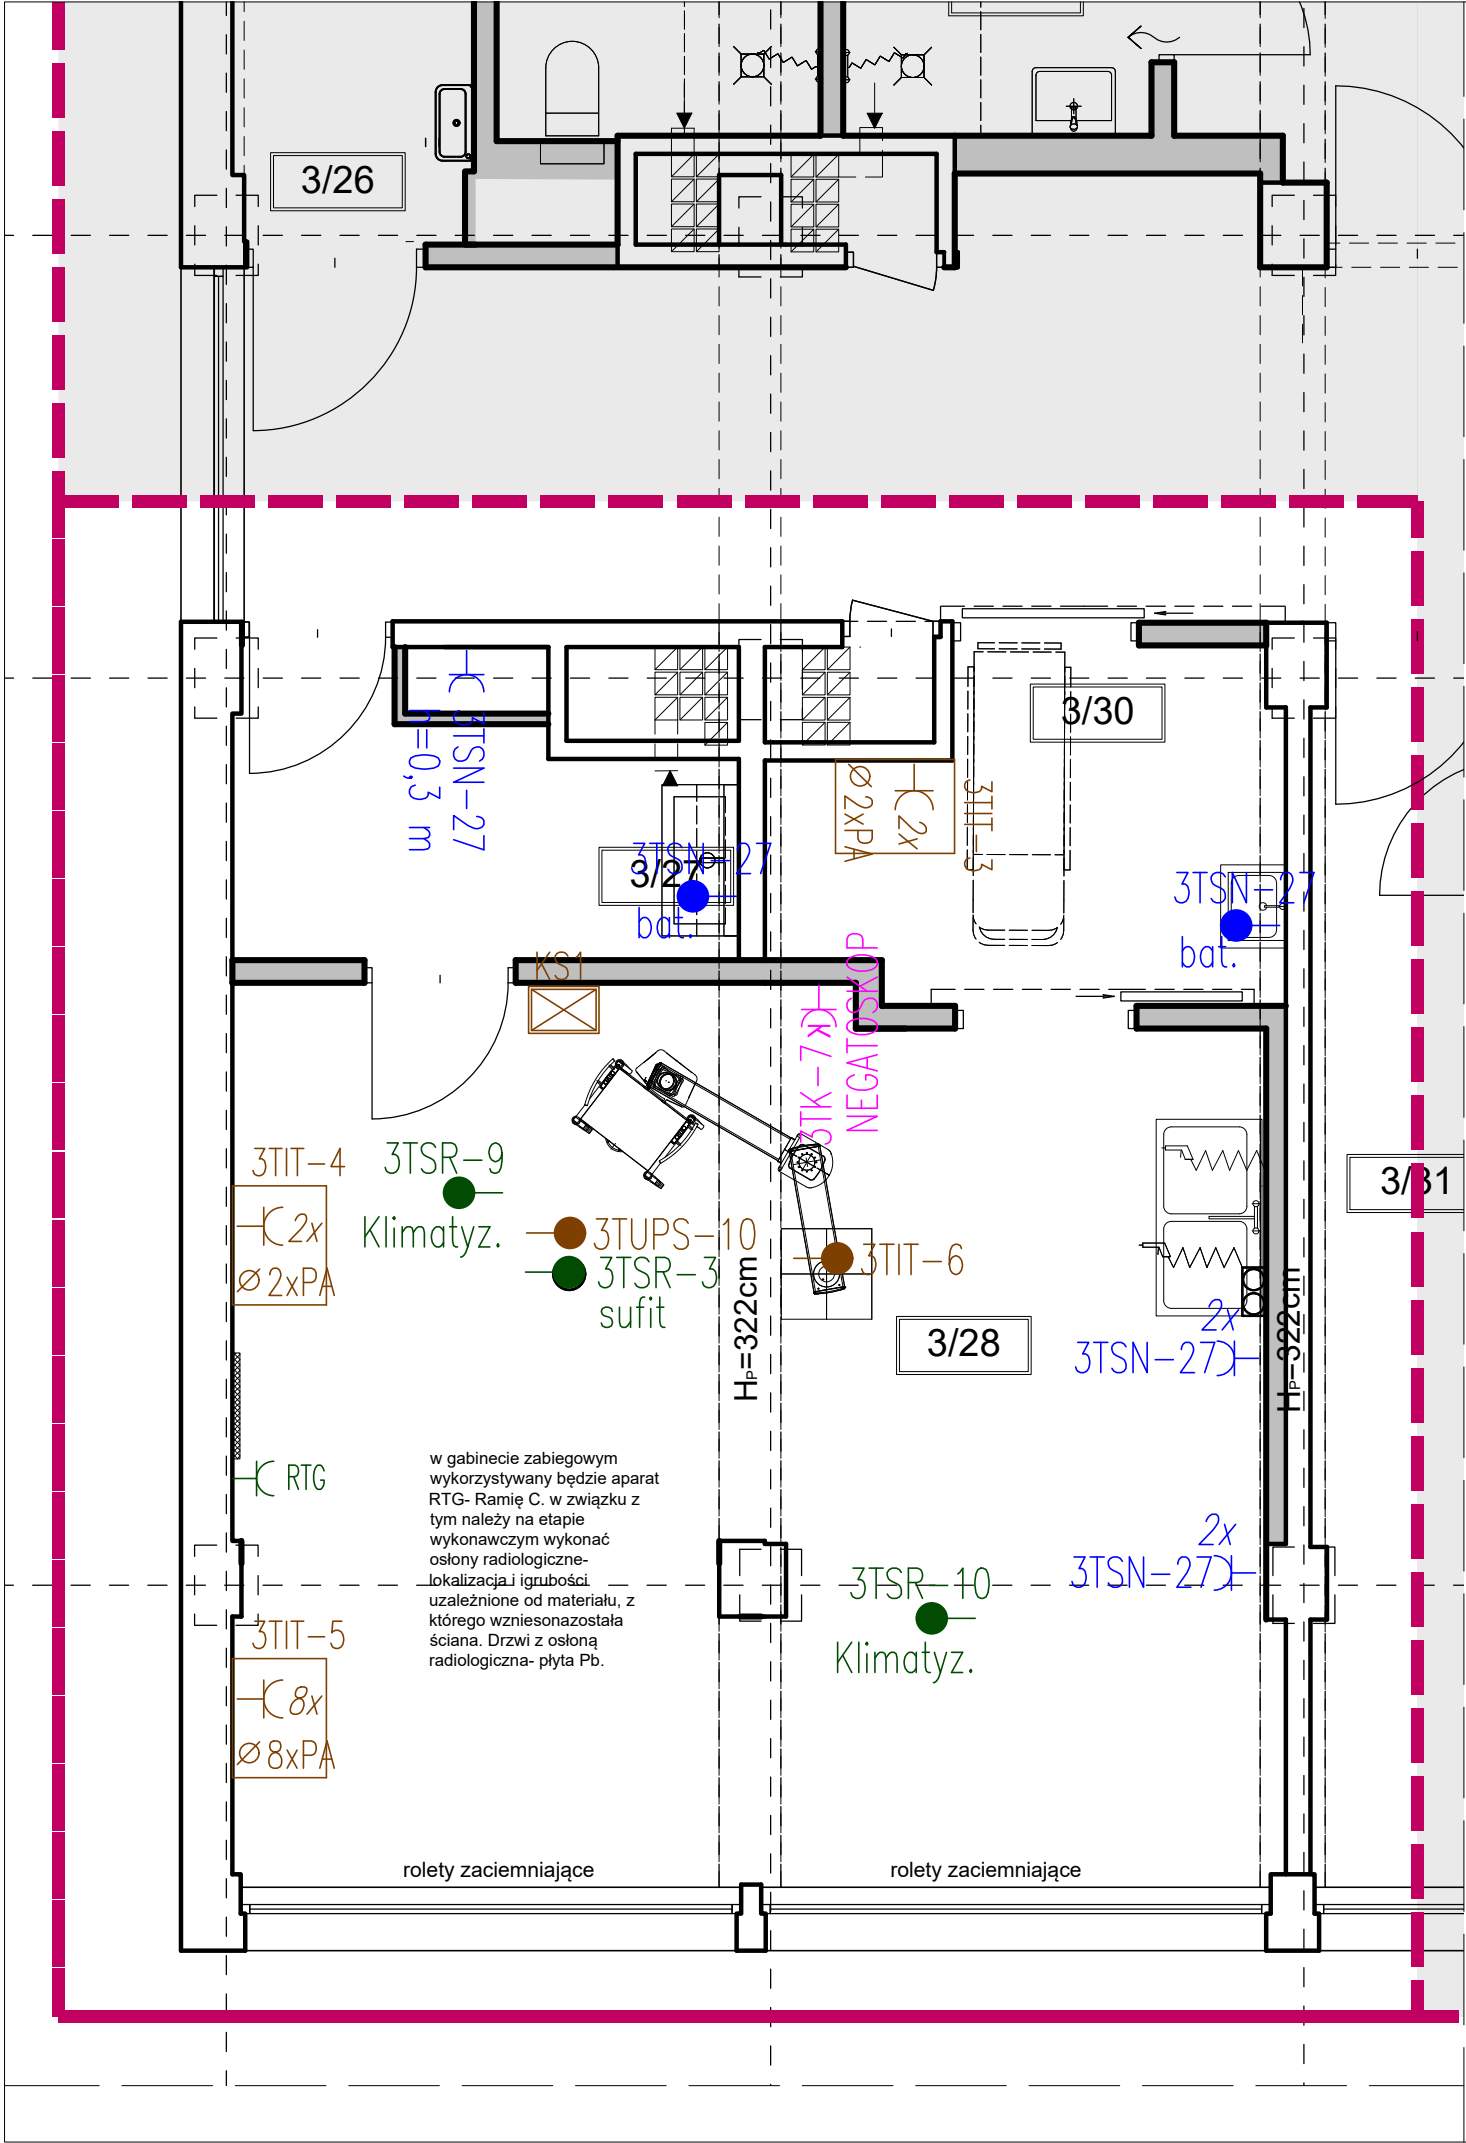 3/26
3/30
3TSN-27
h=0,3 m
3TIT-3
2x
⌀2xPA
3TSN-27
3/27
bat.
3TSN-27
bat.
KS1
3TK-7
K
NEGATOSKOP
3TIT-4
2x
⌀2xPA
3TSR-9
Klimatyz.
3TUPS-10
3TSR-3
sufit
3TIT-6
3/31
HP=322cm
HP=322cm
3/28
2x
3TSN-27
RTG
w gabinecie zabiegowym
wykorzystywany będzie aparat
RTG- Ramię C. w związku z
tym należy na etapie
wykonawczym wykonać
osłony radiologiczne-
lokalizacja i igrubości
uzależnione od materiału, z
którego wzniesonazostała
ściana. Drzwi z osłoną
radiologiczna- płyta Pb.
2x
3TSN-27
3TSR-10
Klimatyz.
3TIT-5
8x
⌀8xPA
rolety zaciemniające
rolety zaciemniające